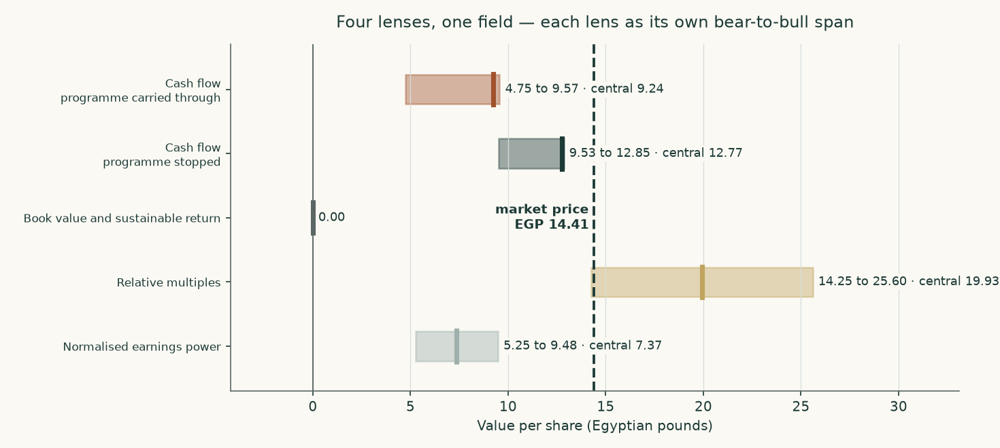 Four lenses, one field — each lens as its own bear-to-bull span
Cash flow
programme carried through
4.75 to 9.57 · central 9.24
Cash flow
programme stopped
9.53 to 12.85 · central 12.77
Book value and sustainable return
0.00
market price
EGP 14.41
Relative multiples
14.25 to 25.60 · central 19.93
Normalised earnings power
5.25 to 9.48 · central 7.37
0 5 10 15 20 25 30
Value per share (Egyptian pounds)